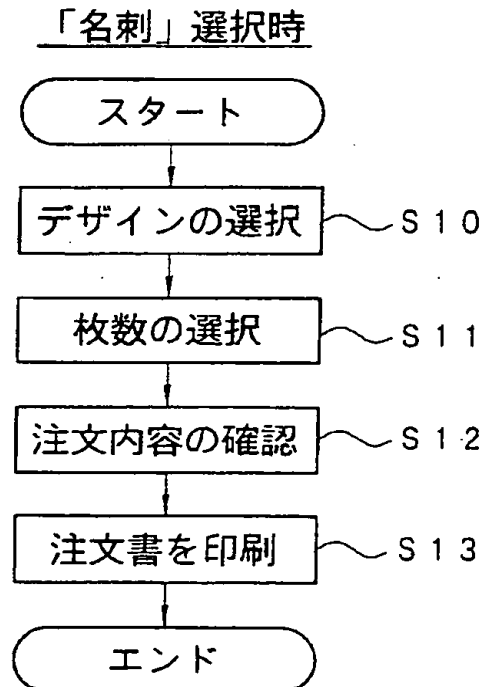 「名刺」選択時
スタート
デザインの選択 S10
枚数の選択 S11
注文内容の確認 S12
注文書を印刷 S13
エンド